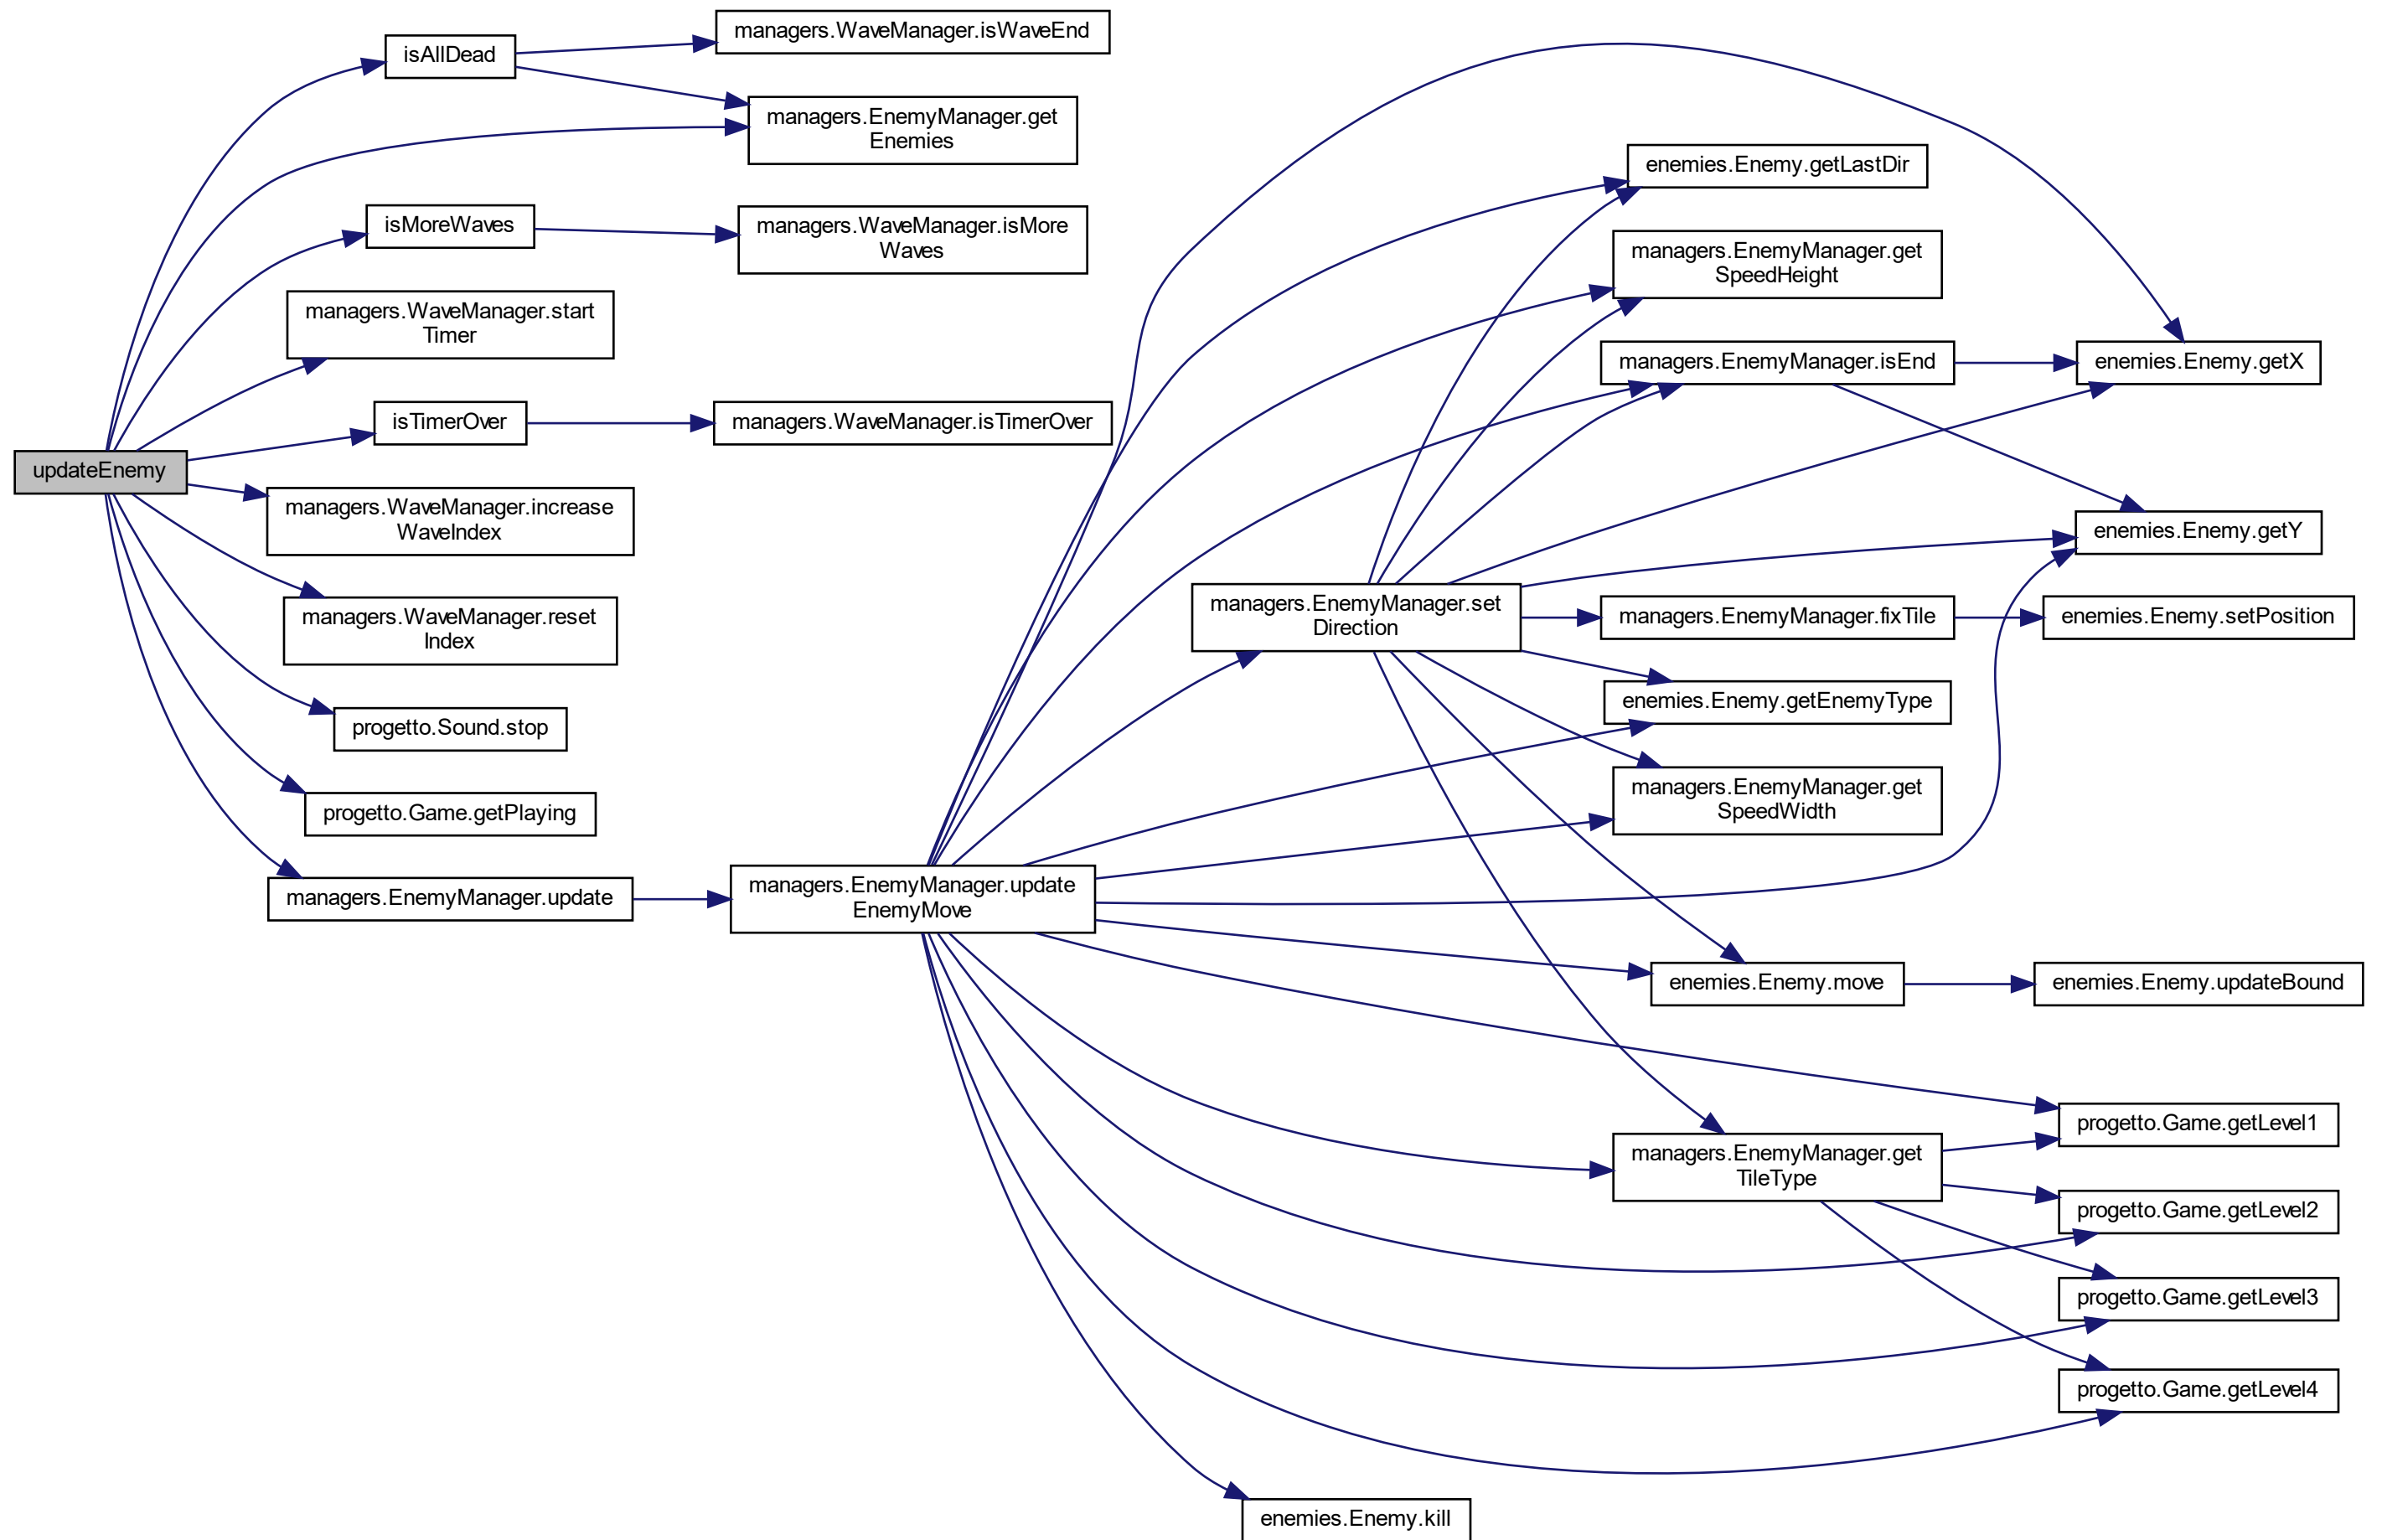 updateEnemy
isAllDead
managers.WaveManager.isWaveEnd
managers.EnemyManager.get
Enemies
isMoreWaves
managers.WaveManager.isMore
Waves
managers.WaveManager.start
Timer
isTimerOver
managers.WaveManager.isTimerOver
managers.WaveManager.increase
WaveIndex
managers.WaveManager.reset
Index
progetto.Sound.stop
progetto.Game.getPlaying
managers.EnemyManager.update
managers.EnemyManager.update
EnemyMove
managers.EnemyManager.set
Direction
enemies.Enemy.getLastDir
managers.EnemyManager.get
SpeedHeight
managers.EnemyManager.isEnd
enemies.Enemy.getX
enemies.Enemy.getY
managers.EnemyManager.fixTile
enemies.Enemy.setPosition
enemies.Enemy.getEnemyType
managers.EnemyManager.get
SpeedWidth
enemies.Enemy.move
enemies.Enemy.updateBound
managers.EnemyManager.get
TileType
progetto.Game.getLevel1
progetto.Game.getLevel2
progetto.Game.getLevel3
progetto.Game.getLevel4
enemies.Enemy.kill